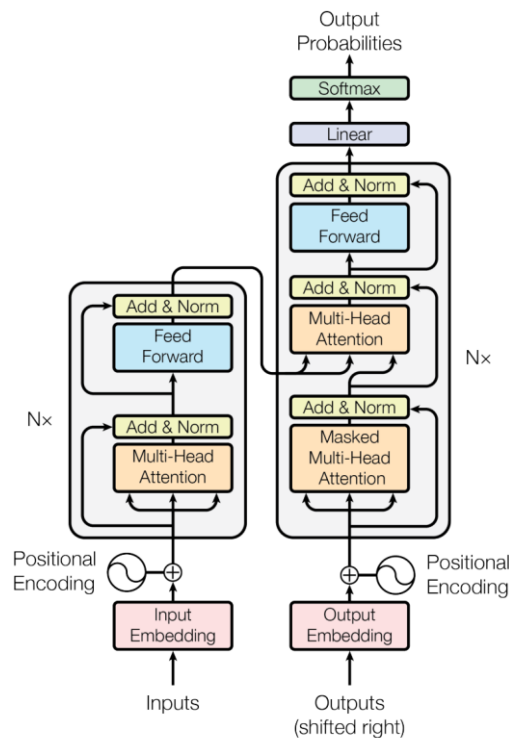 Output
Probabilities
Softmax
Linear
Add & Norm
Feed
Forward
Add & Norm
Multi-Head
Attention
Add & Norm
Masked
Multi-Head
Attention
N×
Add & Norm
Feed
Forward
Add & Norm
Multi-Head
Attention
N×
Positional
Encoding
Positional
Encoding
Input
Embedding
Output
Embedding
Inputs
Outputs
(shifted right)